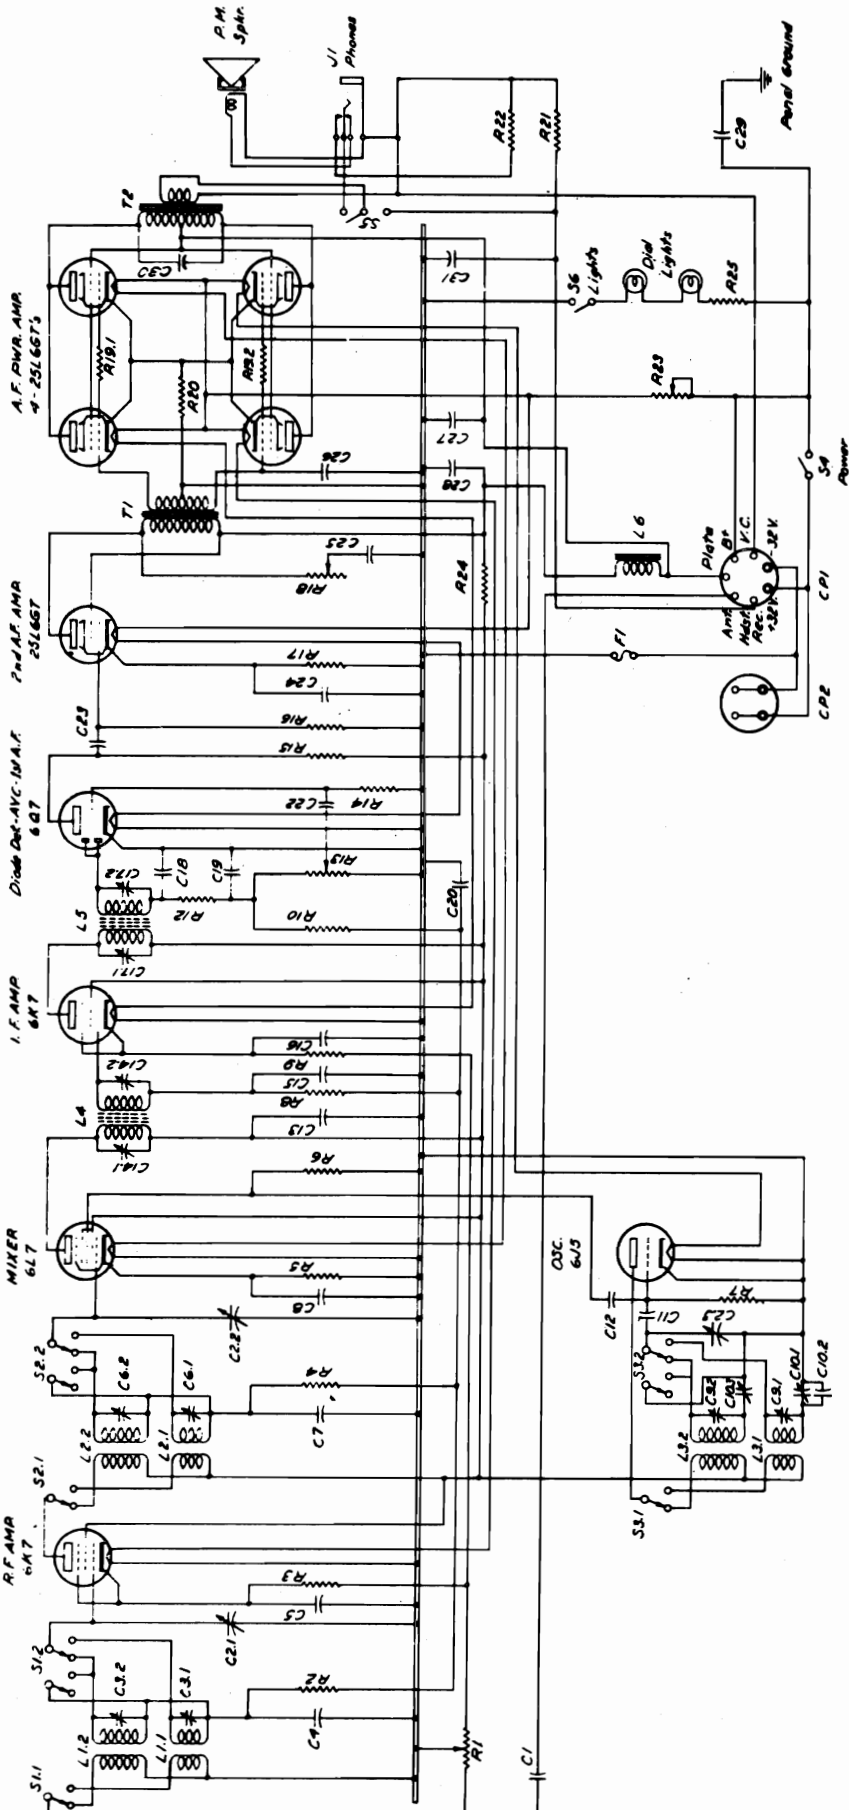 P.M.
Sphr.
J1
Phones
R22
R21
C29
Panel Ground
T2
C30
S5
C31
S6
Lights
Dial
Lights
R25
A.F. PWR. AMP.
4-25L6GT's
R19.1
R20
R19.2
R23
C27
C28
C26
T1
S4
Power
L6
Plate
B+
V.C.
-32V.
Ant.
Hdst.
Rec.
+32V.
CP1
CP2
F1
R24
C25
R18
2nd A.F. AMP.
25L6GT
R17
C24
R16
R15
C23
Diode Det-AVC-1st A.F.
6Q7
C22
R14
R13
C18
C19
R12
R10
C20
C17.2
L5
C17.1
I.F. AMP.
6K7
C16
R9
C15
R8
C13
C14.2
L4
C14.1
R6
MIXER
6L7
R5
C8
C2.2
OSC.
6J5
C12
C11
R7
C2.3
S3.2
C9.2
C9.1
C10.1
C10.2
L3.2
L3.1
S3.1
S2.2
C6.2
C6.1
R4
C7
L2.2
L2.1
S2.1
R.F. AMP.
6K7
R3
C5
C2.1
S1.2
C3.2
C3.1
R2
C4
L1.2
L1.1
S1.1
R1
C1